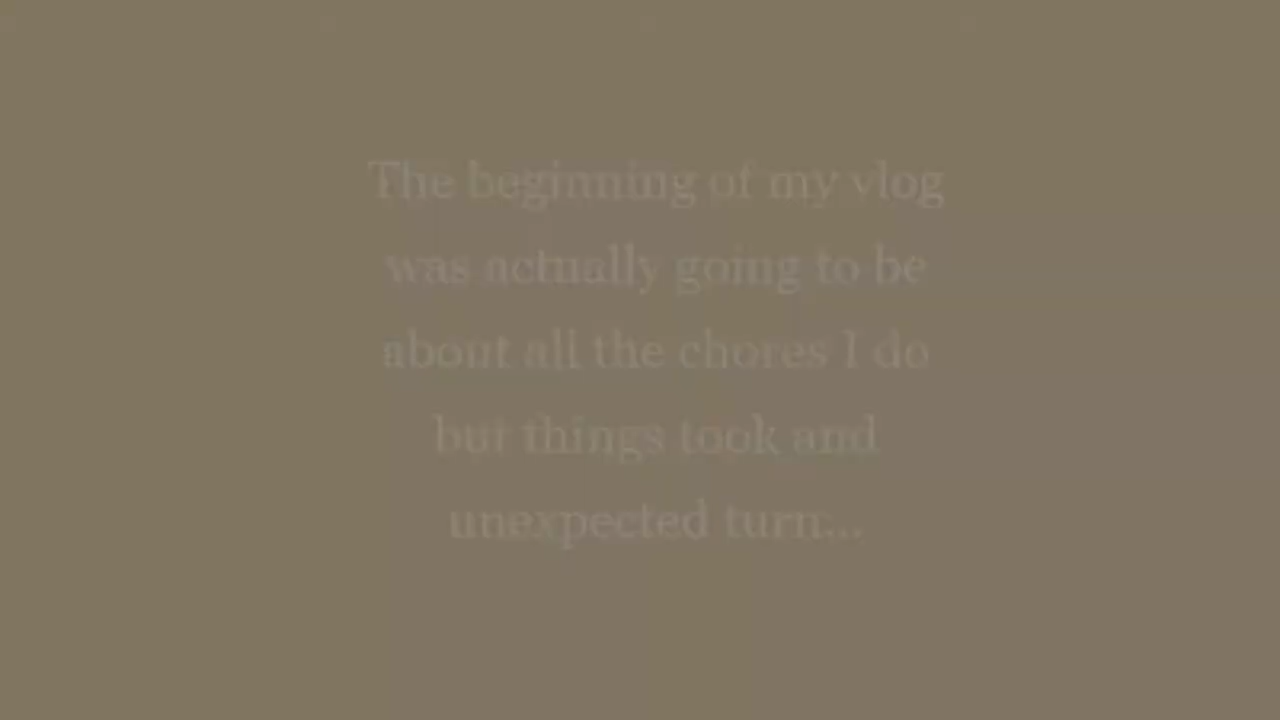 The beginning of my vlog
was actually going to be
about all the chores I do
but things took and
unexpected turn...